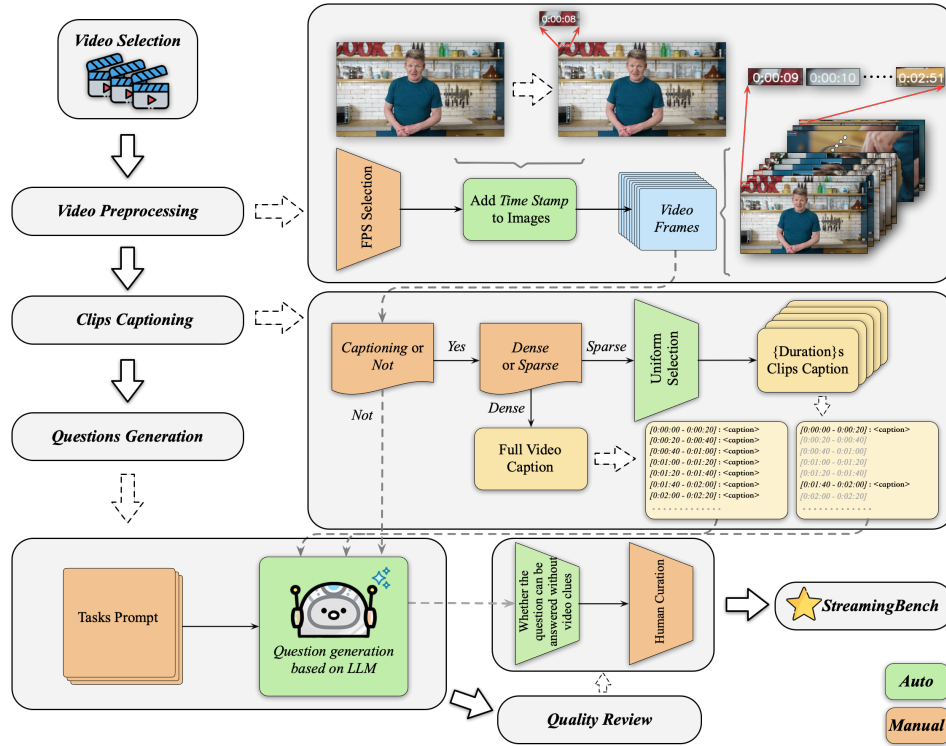 Video Selection
0:00:08
0:00:09
0:00:10
0:02:51
Video Preprocessing
FPS Selection
Add Time Stamp
to Images
Video
Frames
Clips Captioning
Captioning or
Not
Yes
Dense
or Sparse
Sparse
Uniform
Selection
{Duration}s
Clips Caption
Not
Dense
Full Video
Caption
[0:00:00 - 0:00:20] : <caption>
[0:00:20 - 0:00:40] : <caption>
[0:00:40 - 0:01:00] : <caption>
[0:01:00 - 0:01:20] : <caption>
[0:01:20 - 0:01:40] : <caption>
[0:01:40 - 0:02:00] : <caption>
[0:02:00 - 0:02:20] : <caption>
[0:00:00 - 0:00:20] : <caption>
[0:00:20 - 0:00:40]
[0:00:40 - 0:01:00]
[0:01:00 - 0:01:20]
[0:01:20 - 0:01:40]
[0:01:40 - 0:02:00] : <caption>
[0:02:00 - 0:02:20]
Questions Generation
Tasks Prompt
Question generation
based on LLM
Whether the
question can be
answered without
video clues
Human Curation
Quality Review
StreamingBench
Auto
Manual